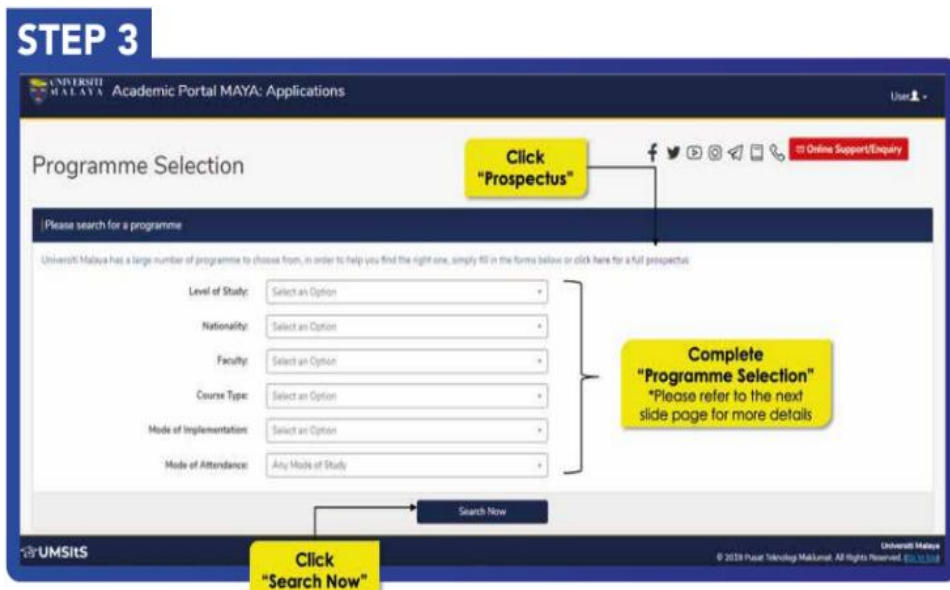 STEP 3
UNIVERSITI
MALAYA
Academic Portal MAYA: Applications
User
Programme Selection
Click
"Prospectus"
Online Support/Enquiry
Please search for a programme
Universiti Malaya has a large number of programme to choose from, in order to help you find the right one, simply fill in the forms below or click here for a full prospectus
Level of Study: Select an Option
Nationality: Select an Option
Faculty: Select an Option
Course Type: Select an Option
Mode of Implementation: Select an Option
Mode of Attendance: Any Mode of Study
Complete
"Programme Selection"
*Please refer to the next
slide page for more details
Search Now
Click
"Search Now"
UMSitS
Universiti Malaya
© 2018 Pusat Teknologi Maklumat. All Rights Reserved.